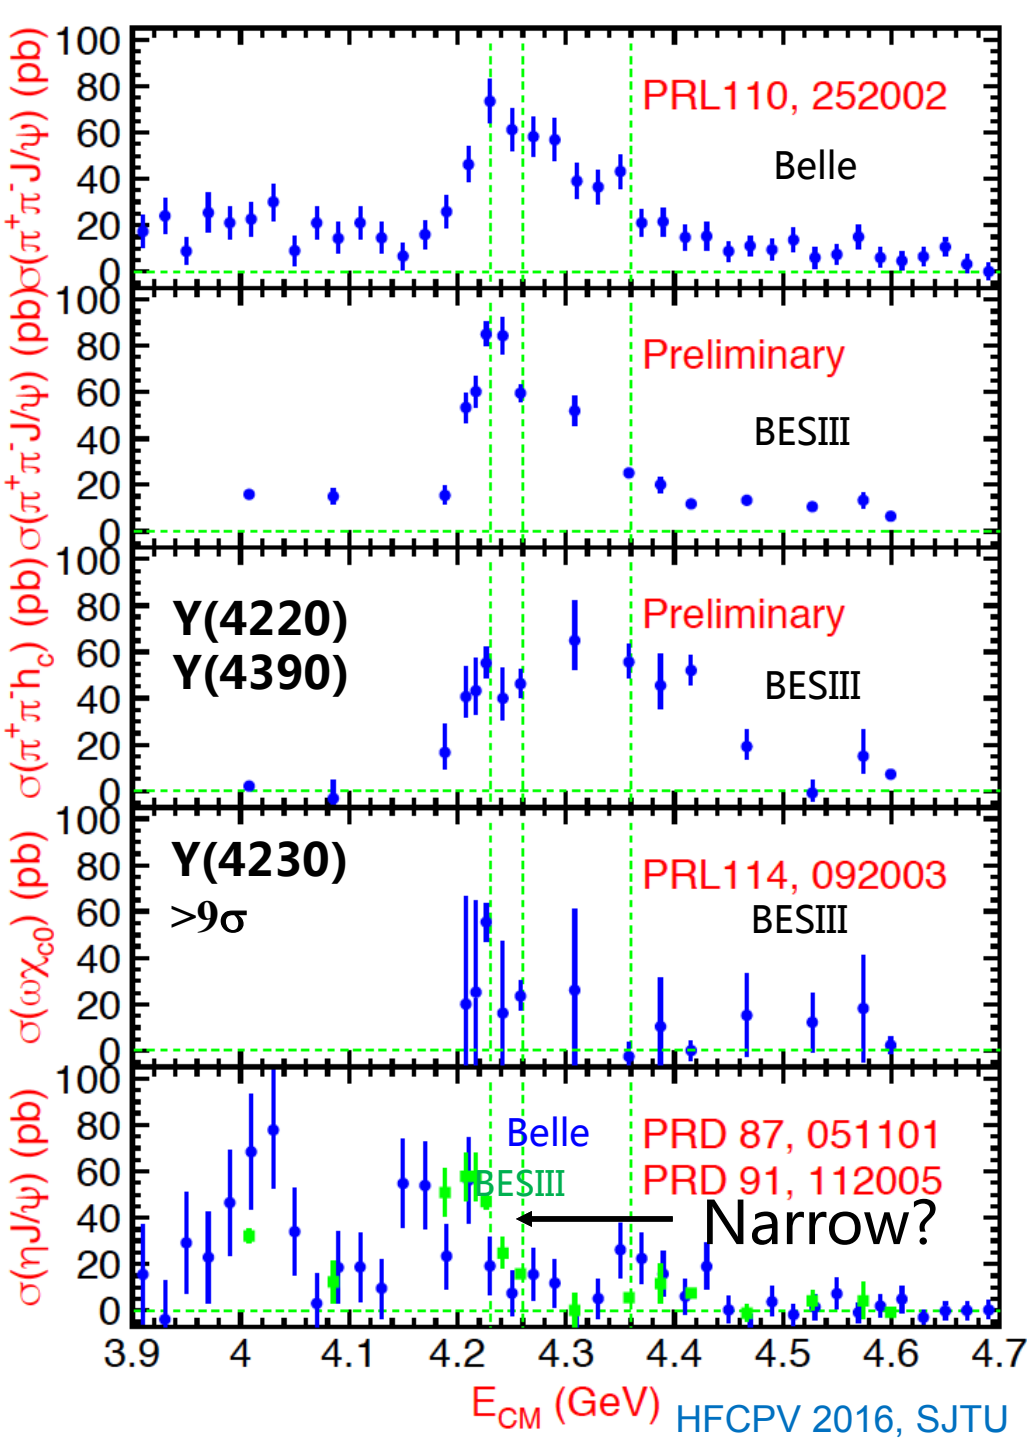 σ(π⁺π⁻J/ψ) (pb)
100
80
60
40
20
0
PRL110, 252002
Belle
σ(π⁺π⁻J/ψ) (pb)
80
60
40
20
0
Preliminary
BESIII
σ(π⁺π⁻h_c) (pb)
100
80
60
40
20
0
Y(4220)
Y(4390)
Preliminary
BESIII
σ(ωχ_c0) (pb)
100
80
60
40
20
0
Y(4230)
>9σ
PRL114, 092003
BESIII
σ(ηJ/ψ) (pb)
100
80
60
40
20
0
Belle
BESIII
PRD 87, 051101
PRD 91, 112005
Narrow?
3.9 4 4.1 4.2 4.3 4.4 4.5 4.6 4.7
E_CM (GeV)
HFCPV 2016, SJTU